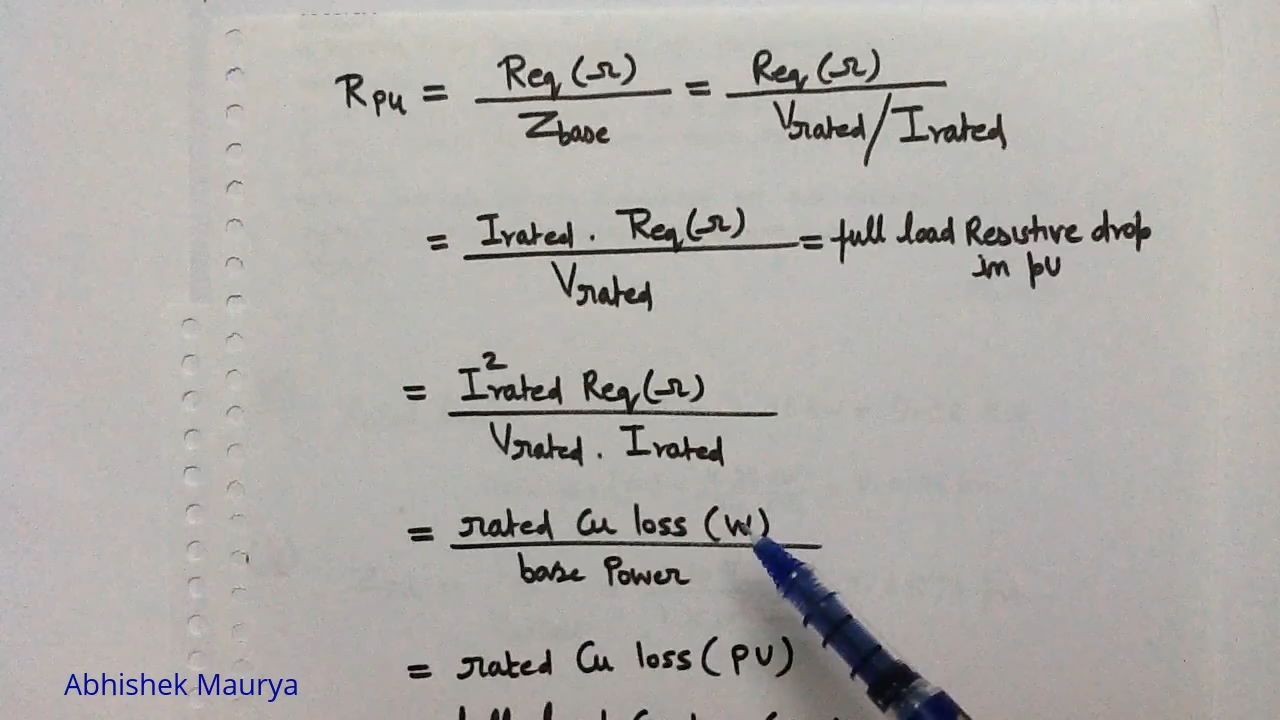 Rpu = Req (Ω) / Zbase = Req (Ω) / Vrated/Irated
= Irated . Req (Ω) / Vrated = full load Resistive drop in pu
= I²rated Req (Ω) / Vrated . Irated
= rated Cu loss (W) / base Power
= rated Cu loss (pu)
Abhishek Maurya